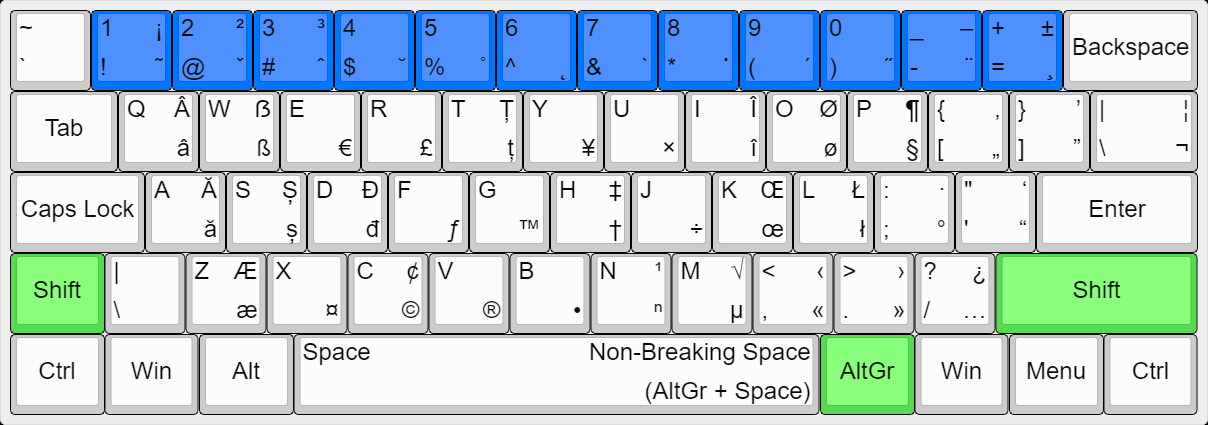 ~ 1 ¡ 2 ² 3 ³ 4 5 6 7 8 9 0 _ – + ±
` ! ˜ @ ˇ # ˆ $ ˘ % ° ^ ˛ & ` * ˙ ( ´ ) ˝ - ¨ = ¸ Backspace
Tab Q Â W ẞ E R T Ț Y U I Î O Ø P ¶ { ‚ } ’ | ¦
â ß € £ ț ¥ × î ø § [ „ ] ” \ ¬
Caps Lock A Ă S Ș D Đ F G H ‡ J K Œ L Ł : · " ‘ Enter
ă ș đ ƒ ™ † ÷ œ ł ; ° ' “
Shift | Z Æ X C ₵ V B N ¹ M √ < ‹ > › ? ¿ Shift
\ æ ¤ © ® • ⁿ µ , « . » / …
Ctrl Win Alt Space Non-Breaking Space AltGr Win Menu Ctrl
(AltGr + Space)